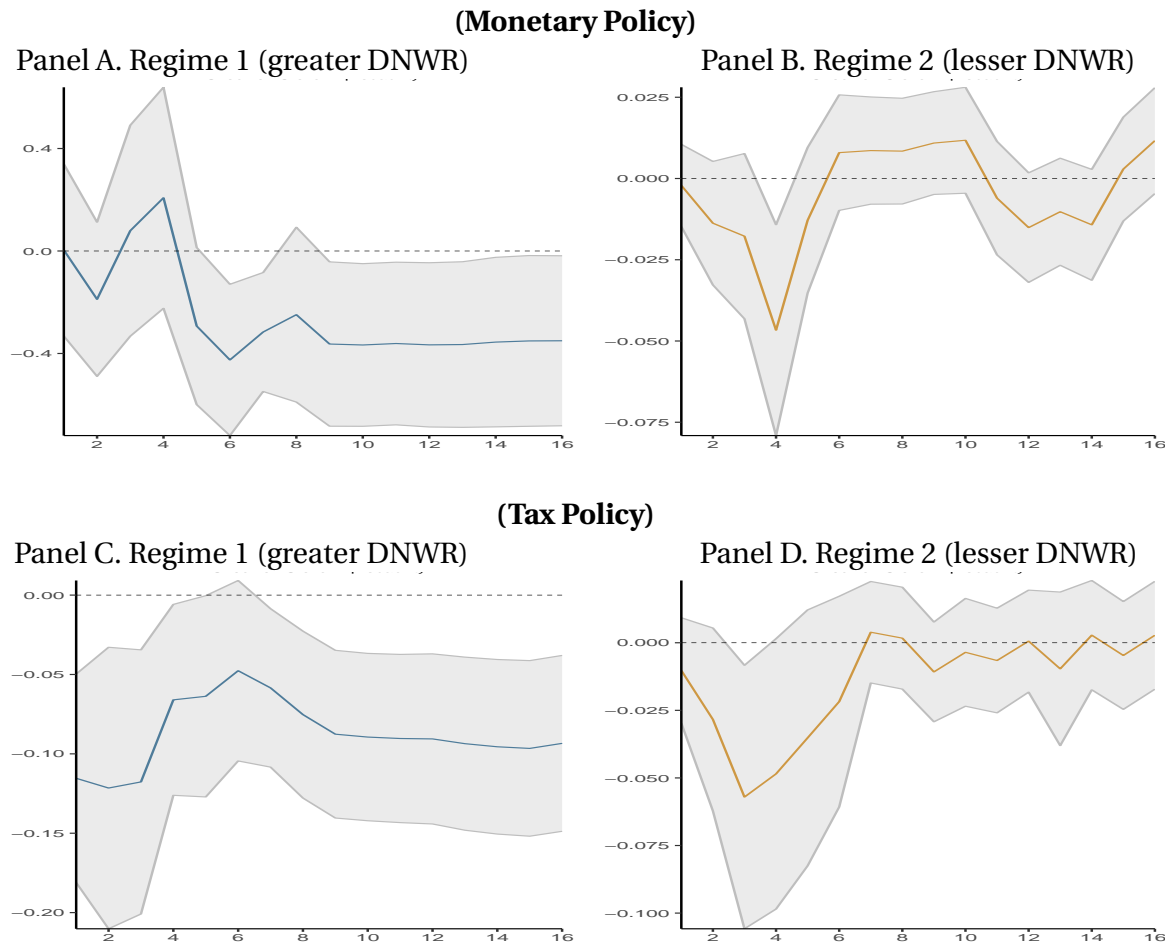 (Monetary Policy)
Panel A. Regime 1 (greater DNWR)
Panel B. Regime 2 (lesser DNWR)
0.4
0.0
−0.4
2 4 6 8 10 12 14 16
0.025
0.000
−0.025
−0.050
−0.075
2 4 6 8 10 12 14 16
(Tax Policy)
Panel C. Regime 1 (greater DNWR)
Panel D. Regime 2 (lesser DNWR)
0.00
−0.05
−0.10
−0.15
−0.20
2 4 6 8 10 12 14 16
0.000
−0.025
−0.050
−0.075
−0.100
2 4 6 8 10 12 14 16